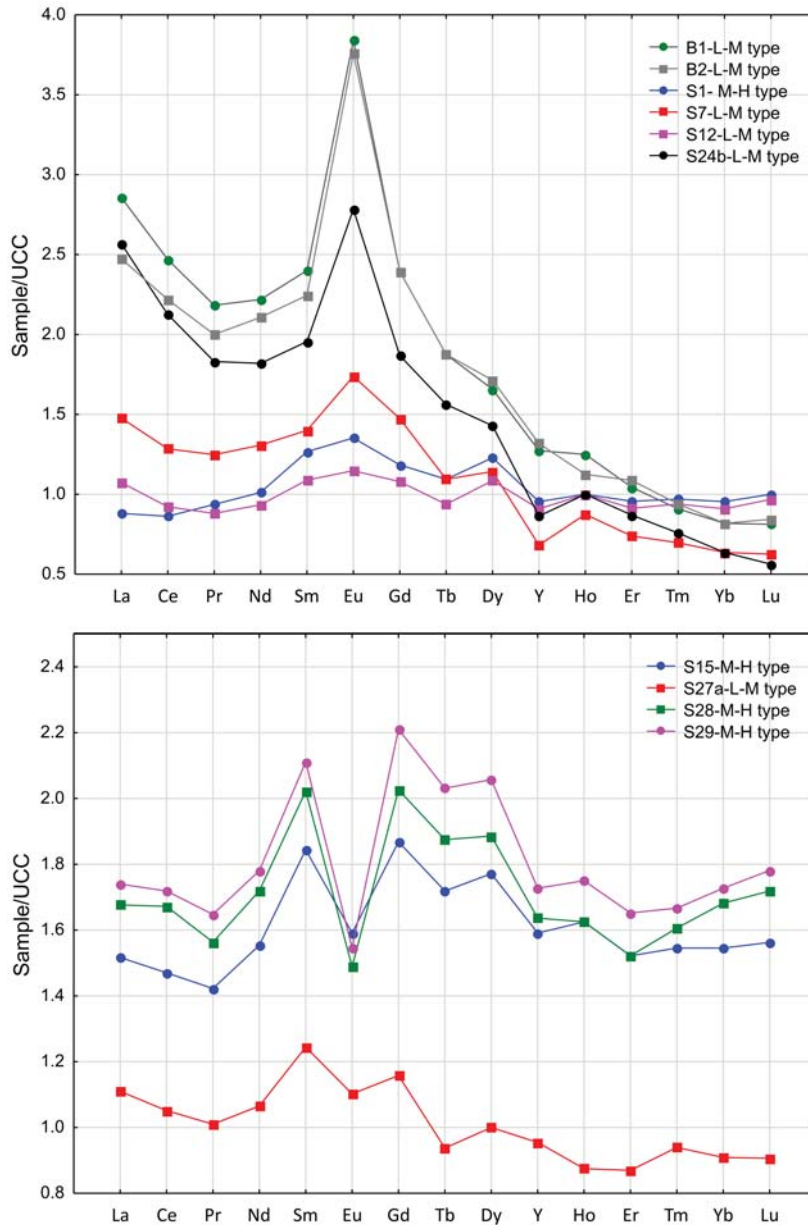 4.0
B1-L-M type
B2-L-M type
S1- M-H type
S7-L-M type
S12-L-M type
S24b-L-M type
3.5
3.0
2.5
2.0
1.5
1.0
0.5
Sample/UCC
La Ce Pr Nd Sm Eu Gd Tb Dy Y Ho Er Tm Yb Lu
S15-M-H type
S27a-L-M type
S28-M-H type
S29-M-H type
2.4
2.2
2.0
1.8
1.6
1.4
1.2
1.0
0.8
Sample/UCC
La Ce Pr Nd Sm Eu Gd Tb Dy Y Ho Er Tm Yb Lu